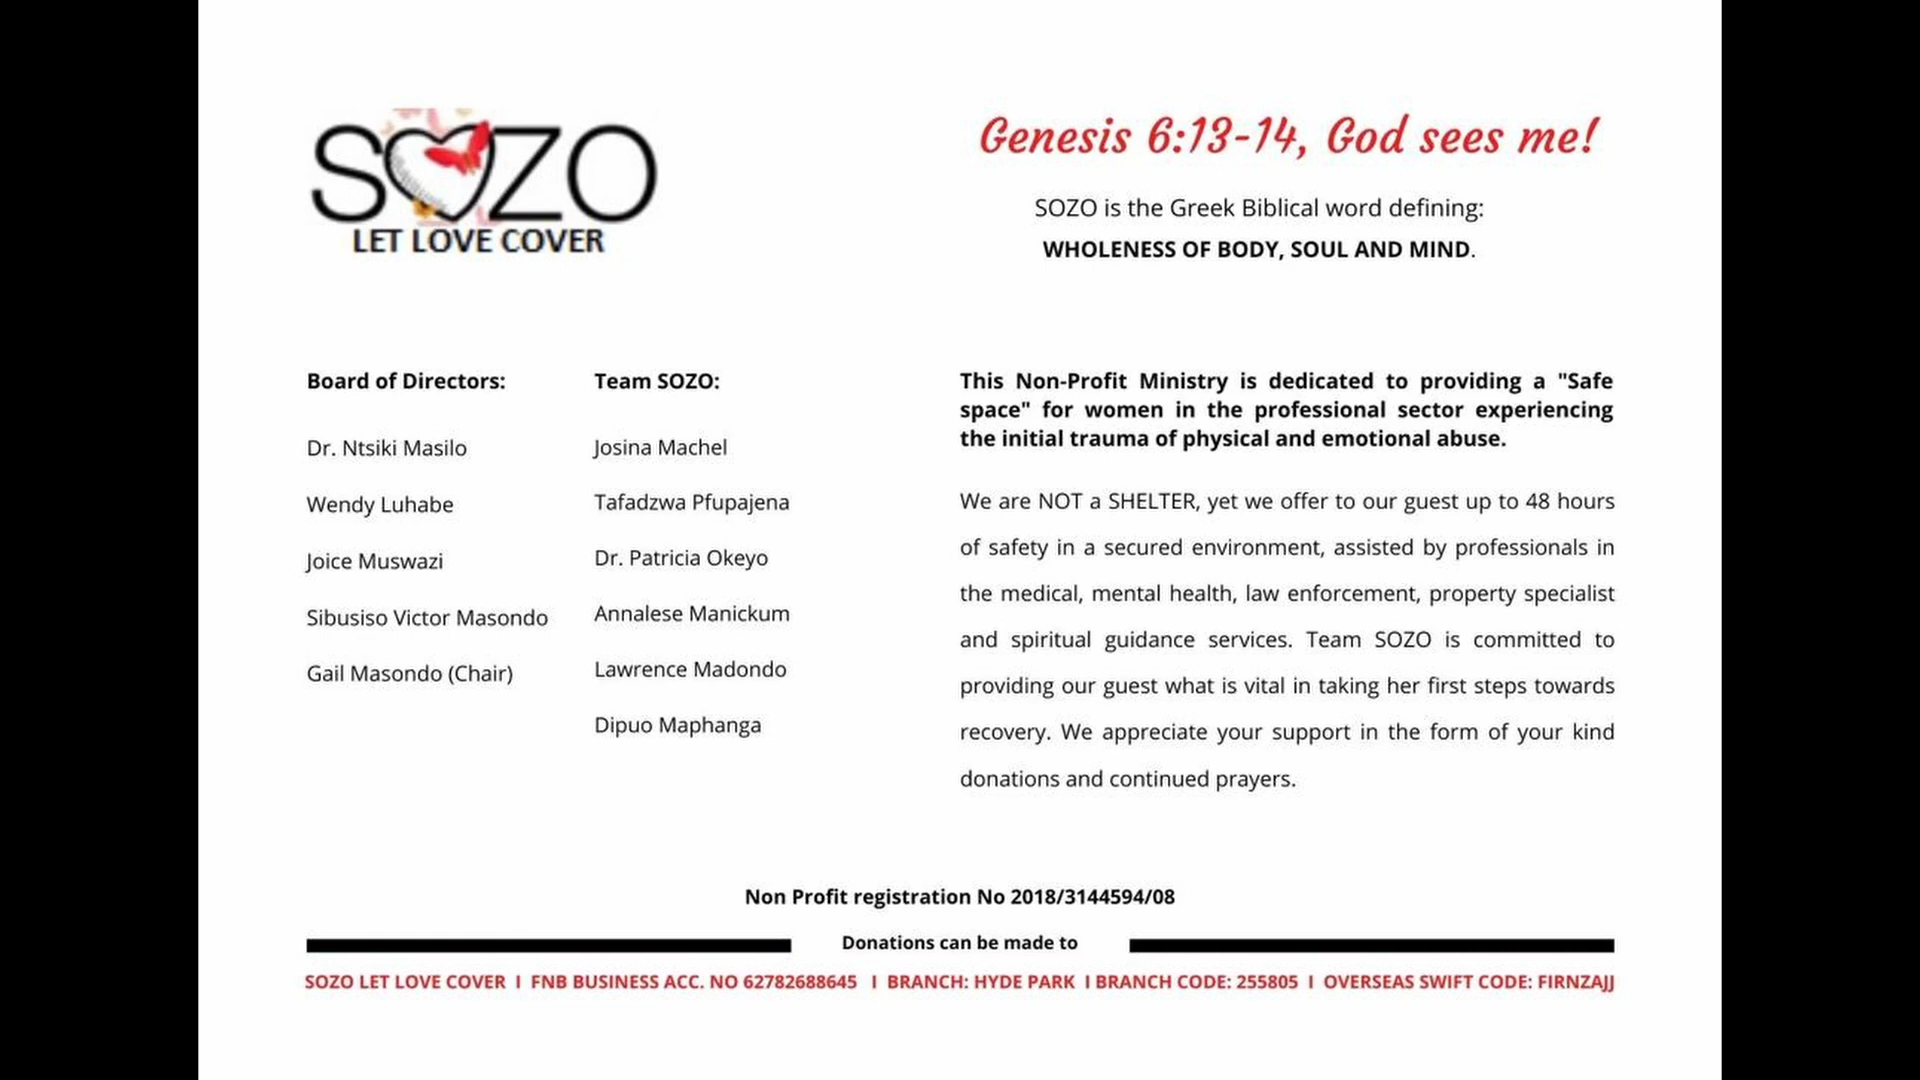 SOZO
LET LOVE COVER
Genesis 6:13-14, God sees me!
SOZO is the Greek Biblical word defining:
WHOLENESS OF BODY, SOUL AND MIND.
Board of Directors:
Dr. Ntsiki Masilo
Wendy Luhabe
Joice Muswazi
Sibusiso Victor Masondo
Gail Masondo (Chair)
Team SOZO:
Josina Machel
Tafadzwa Pfupajena
Dr. Patricia Okeyo
Annalese Manickum
Lawrence Madondo
Dipuo Maphanga
This Non-Profit Ministry is dedicated to providing a "Safe
space" for women in the professional sector experiencing
the initial trauma of physical and emotional abuse.
We are NOT a SHELTER, yet we offer to our guest up to 48 hours
of safety in a secured environment, assisted by professionals in
the medical, mental health, law enforcement, property specialist
and spiritual guidance services. Team SOZO is committed to
providing our guest what is vital in taking her first steps towards
recovery. We appreciate your support in the form of your kind
donations and continued prayers.
Non Profit registration No 2018/3144594/08
Donations can be made to
SOZO LET LOVE COVER I FNB BUSINESS ACC. NO 62782688645 I BRANCH: HYDE PARK I BRANCH CODE: 255805 I OVERSEAS SWIFT CODE: FIRNZAJJ